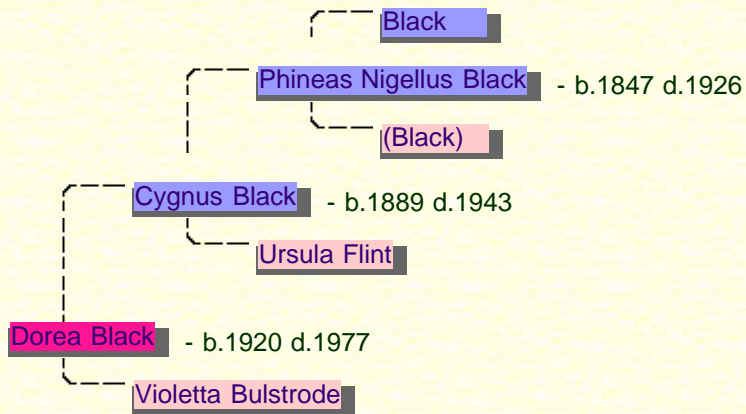 Black
Phineas Nigellus Black - b.1847 d.1926
(Black)
Cygnus Black - b.1889 d.1943
Ursula Flint
Dorea Black - b.1920 d.1977
Violetta Bulstrode